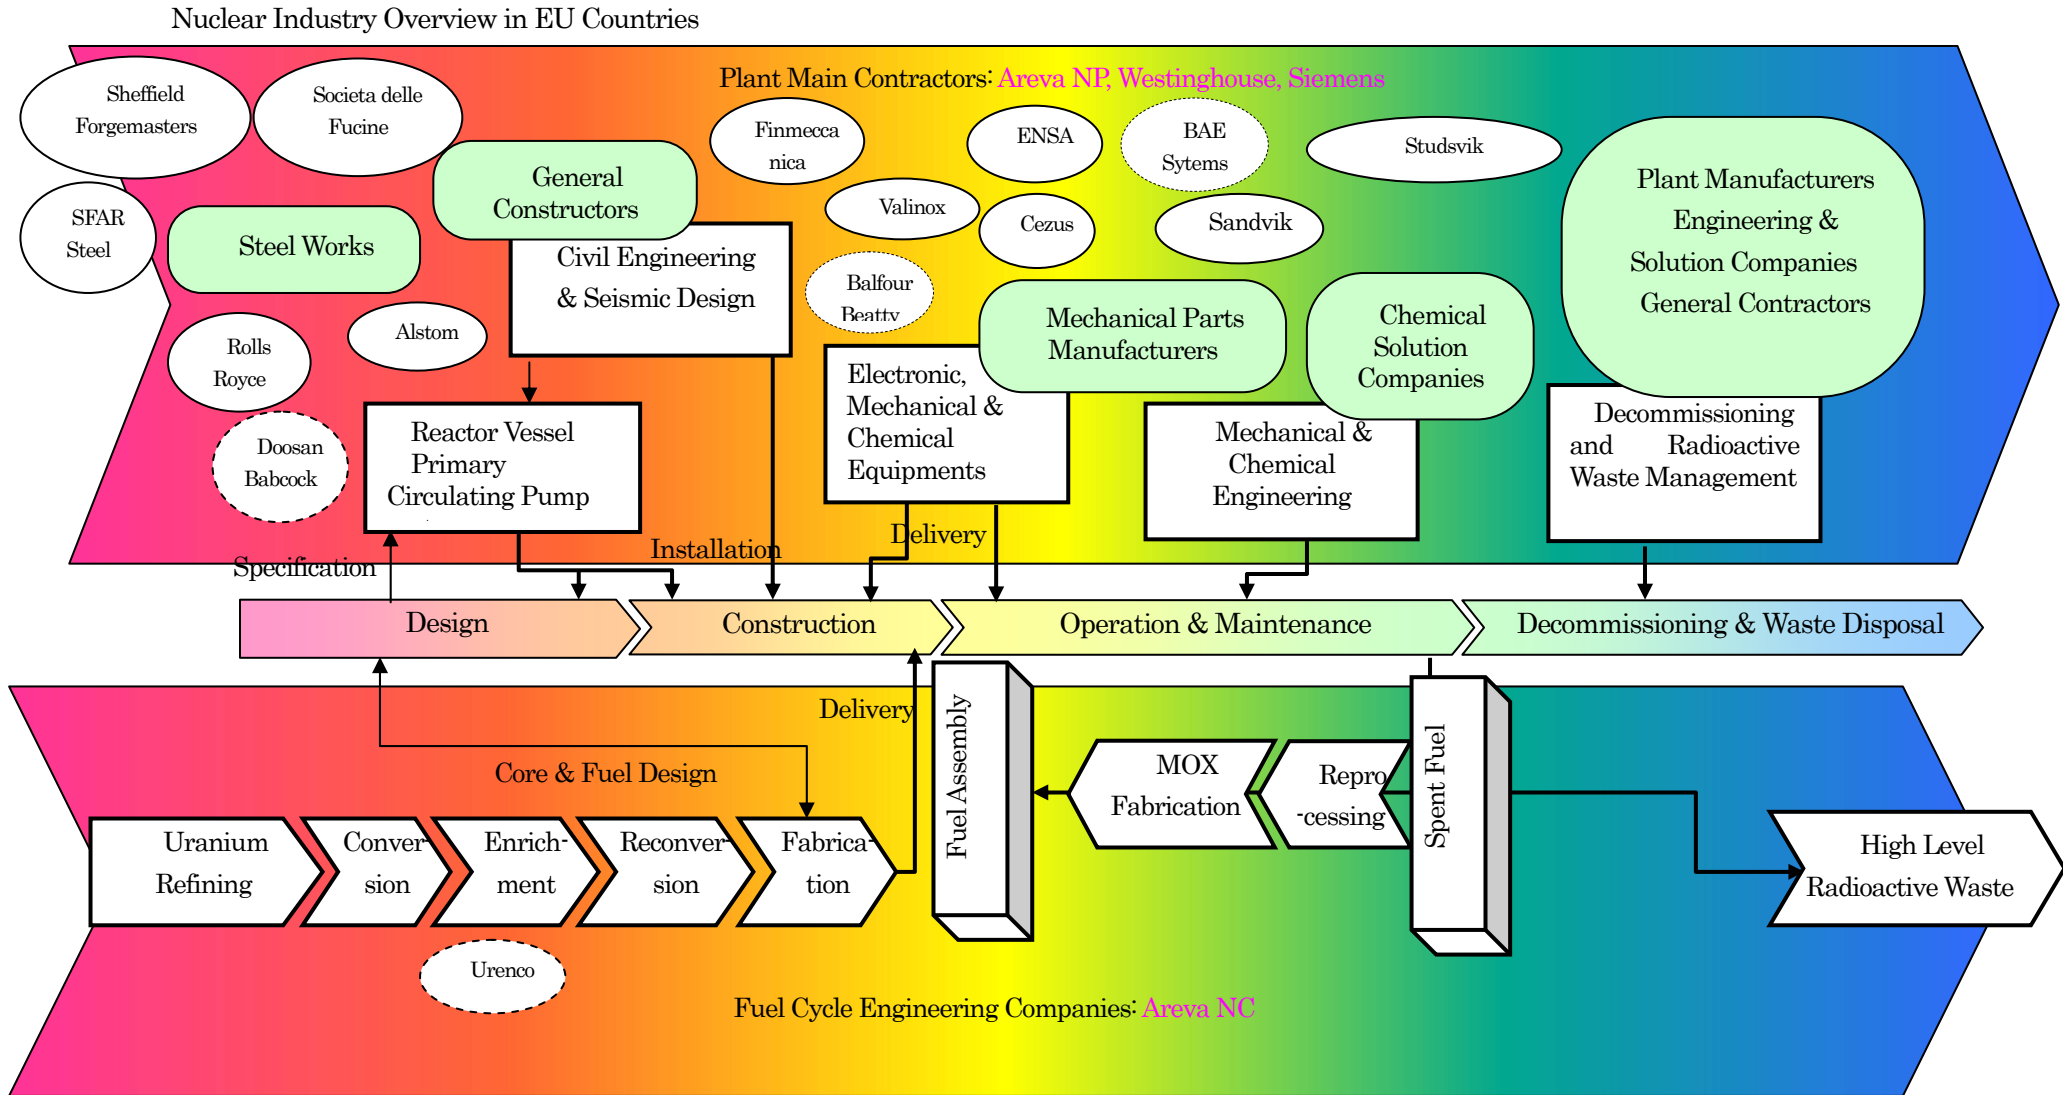 Nuclear Industry Overview in EU Countries
Plant Main Contractors: Areva NP, Westinghouse, Siemens
Sheffield
Forgemasters
Societa delle
Fucine
Finmecca
nica
ENSA
BAE
Sytems
Studsvik
SFAR
Steel
Steel Works
General
Constructors
Valinox
Cezus
Sandvik
Plant Manufacturers
Engineering &
Solution Companies
General Contractors
Civil Engineering
& Seismic Design
Balfour
Beatty
Rolls
Royce
Alstom
Mechanical Parts
Manufacturers
Chemical
Solution
Companies
Doosan
Babcock
Reactor Vessel
Primary
Circulating Pump
Electronic,
Mechanical &
Chemical
Equipments
Mechanical &
Chemical
Engineering
Decommissioning
and Radioactive
Waste Management
Specification
Installation
Delivery
Design
Construction
Operation & Maintenance
Decommissioning & Waste Disposal
Delivery
Core & Fuel Design
Fuel Assembly
MOX
Fabrication
Repro
-cessing
Spent Fuel
Uranium
Refining
Conver-
sion
Enrich-
ment
Reconver-
sion
Fabrica-
tion
High Level
Radioactive Waste
Urenco
Fuel Cycle Engineering Companies: Areva NC